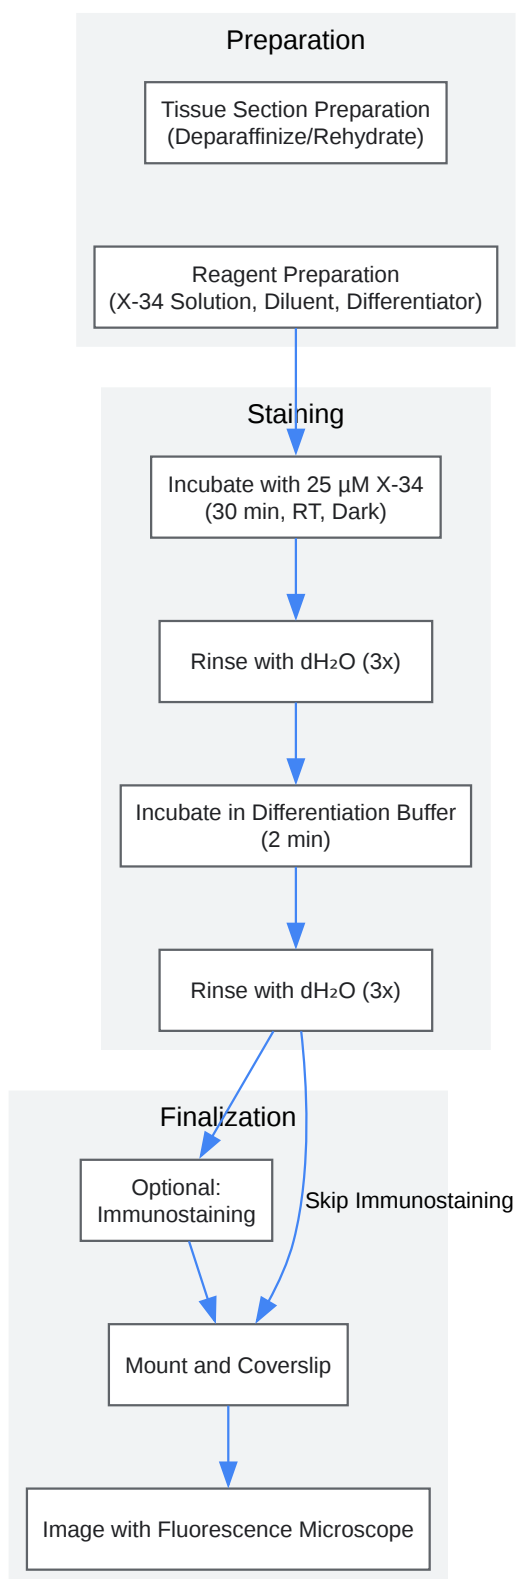 Preparation
Tissue Section Preparation
(Deparaffinize/Rehydrate)
Reagent Preparation
(X-34 Solution, Diluent, Differentiator)
Staining
Incubate with 25 µM X-34
(30 min, RT, Dark)
Rinse with dH₂O (3x)
Incubate in Differentiation Buffer
(2 min)
Rinse with dH₂O (3x)
Finalization
Optional:
Immunostaining
Skip Immunostaining
Mount and Coverslip
Image with Fluorescence Microscope